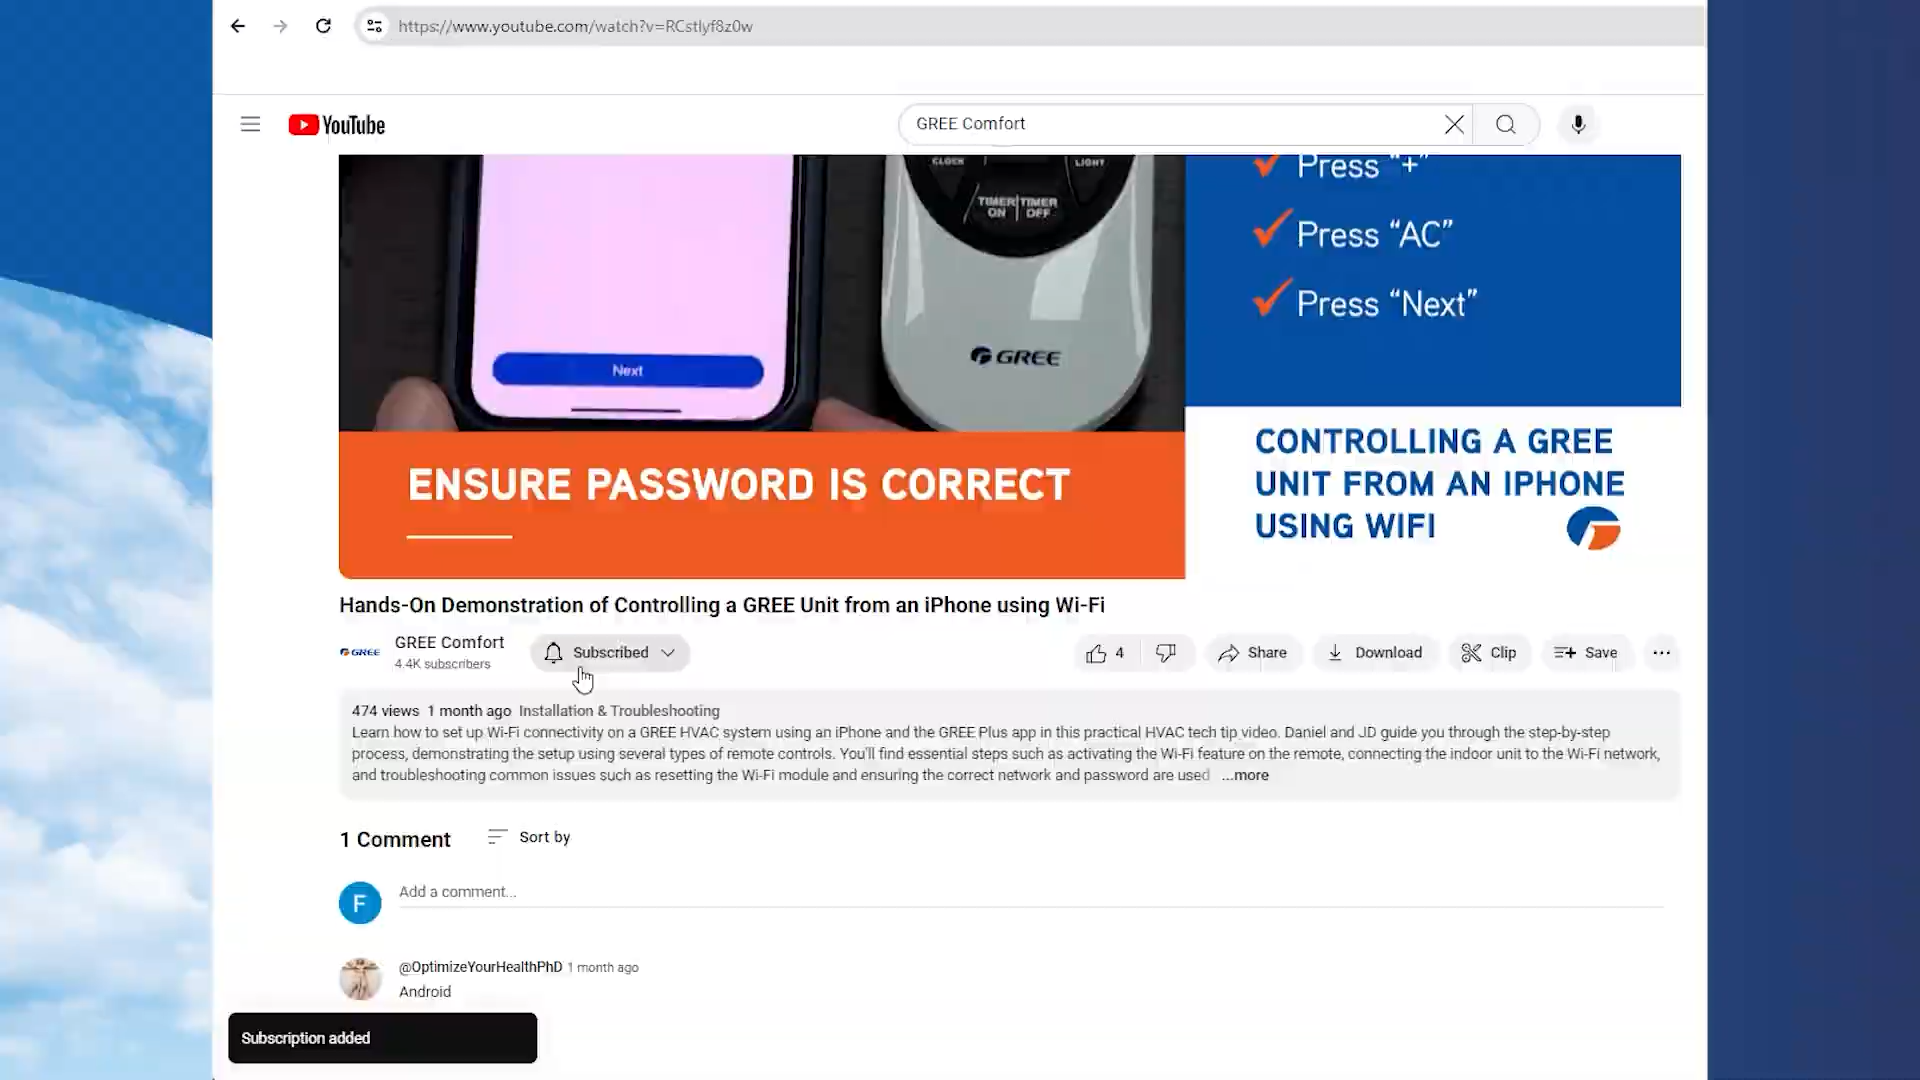 https://www.youtube.com/watch?v=RCstlyf8z0w
YouTube
GREE Comfort
CLOCK
LIGHT
TIMER ON
TIMER OFF
GREE
Next
Press "+"
Press “AC”
Press “Next”
ENSURE PASSWORD IS CORRECT
CONTROLLING A GREE
UNIT FROM AN IPHONE
USING WIFI
Hands-On Demonstration of Controlling a GREE Unit from an iPhone using Wi-Fi
GREE
GREE Comfort
4.4K subscribers
Subscribed
4
Share
Download
Clip
Save
474 views 1 month ago Installation & Troubleshooting
Learn how to set up Wi-Fi connectivity on a GREE HVAC system using an iPhone and the GREE Plus app in this practical HVAC tech tip video. Daniel and JD guide you through the step-by-step
process, demonstrating the setup using several types of remote controls. You'll find essential steps such as activating the Wi-Fi feature on the remote, connecting the indoor unit to the Wi-Fi network,
and troubleshooting common issues such as resetting the Wi-Fi module and ensuring the correct network and password are used ...more
1 Comment
Sort by
F
Add a comment...
@OptimizeYourHealthPhD 1 month ago
Android
Subscription added